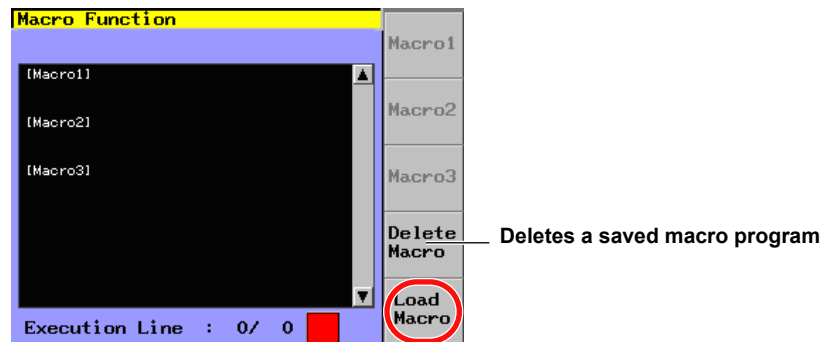 Macro Function
[Macro1]
[Macro2]
[Macro3]
Execution Line : 0/ 0
Macro1
Macro2
Macro3
Delete
Macro
Load
Macro
Deletes a saved macro program